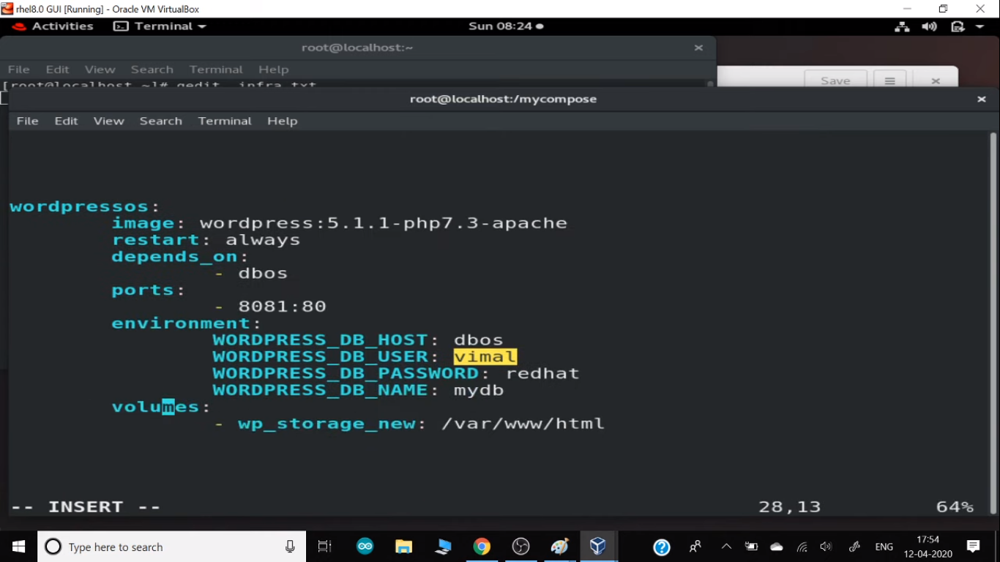 rhel8.0 GUI [Running] - Oracle VM VirtualBox
Activities Terminal Sun 08:24
root@localhost:~
File Edit View Search Terminal Help
[root@localhost ~]# gedit infra.txt
Save
root@localhost:/mycompose
File Edit View Search Terminal Help
wordpressos:
image: wordpress:5.1.1-php7.3-apache
restart: always
depends_on:
- dbos
ports:
- 8081:80
environment:
WORDPRESS_DB_HOST: dbos
WORDPRESS_DB_USER: vimal
WORDPRESS_DB_PASSWORD: redhat
WORDPRESS_DB_NAME: mydb
volumes:
- wp_storage_new: /var/www/html
-- INSERT -- 28,13 64%
Type here to search ENG 17:54
12-04-2020